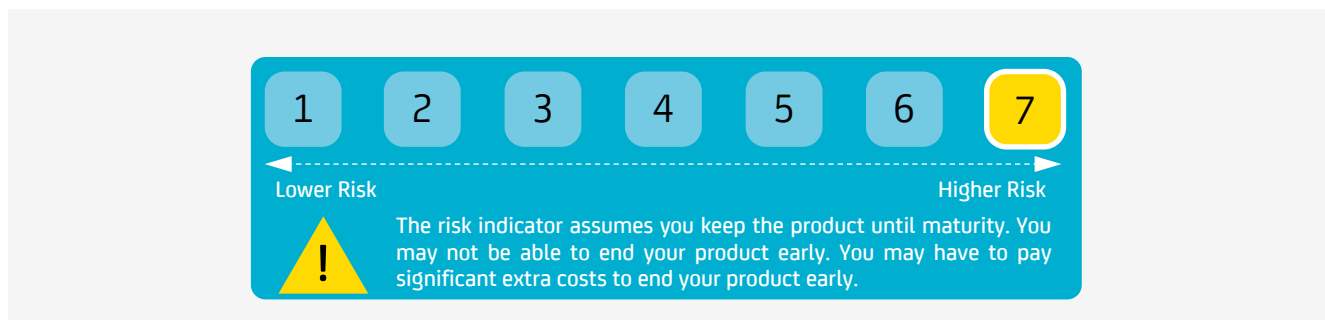 1 2 3 4 5 6 7
Lower Risk Higher Risk
The risk indicator assumes you keep the product until maturity. You
may not be able to end your product early. You may have to pay
significant extra costs to end your product early.
!